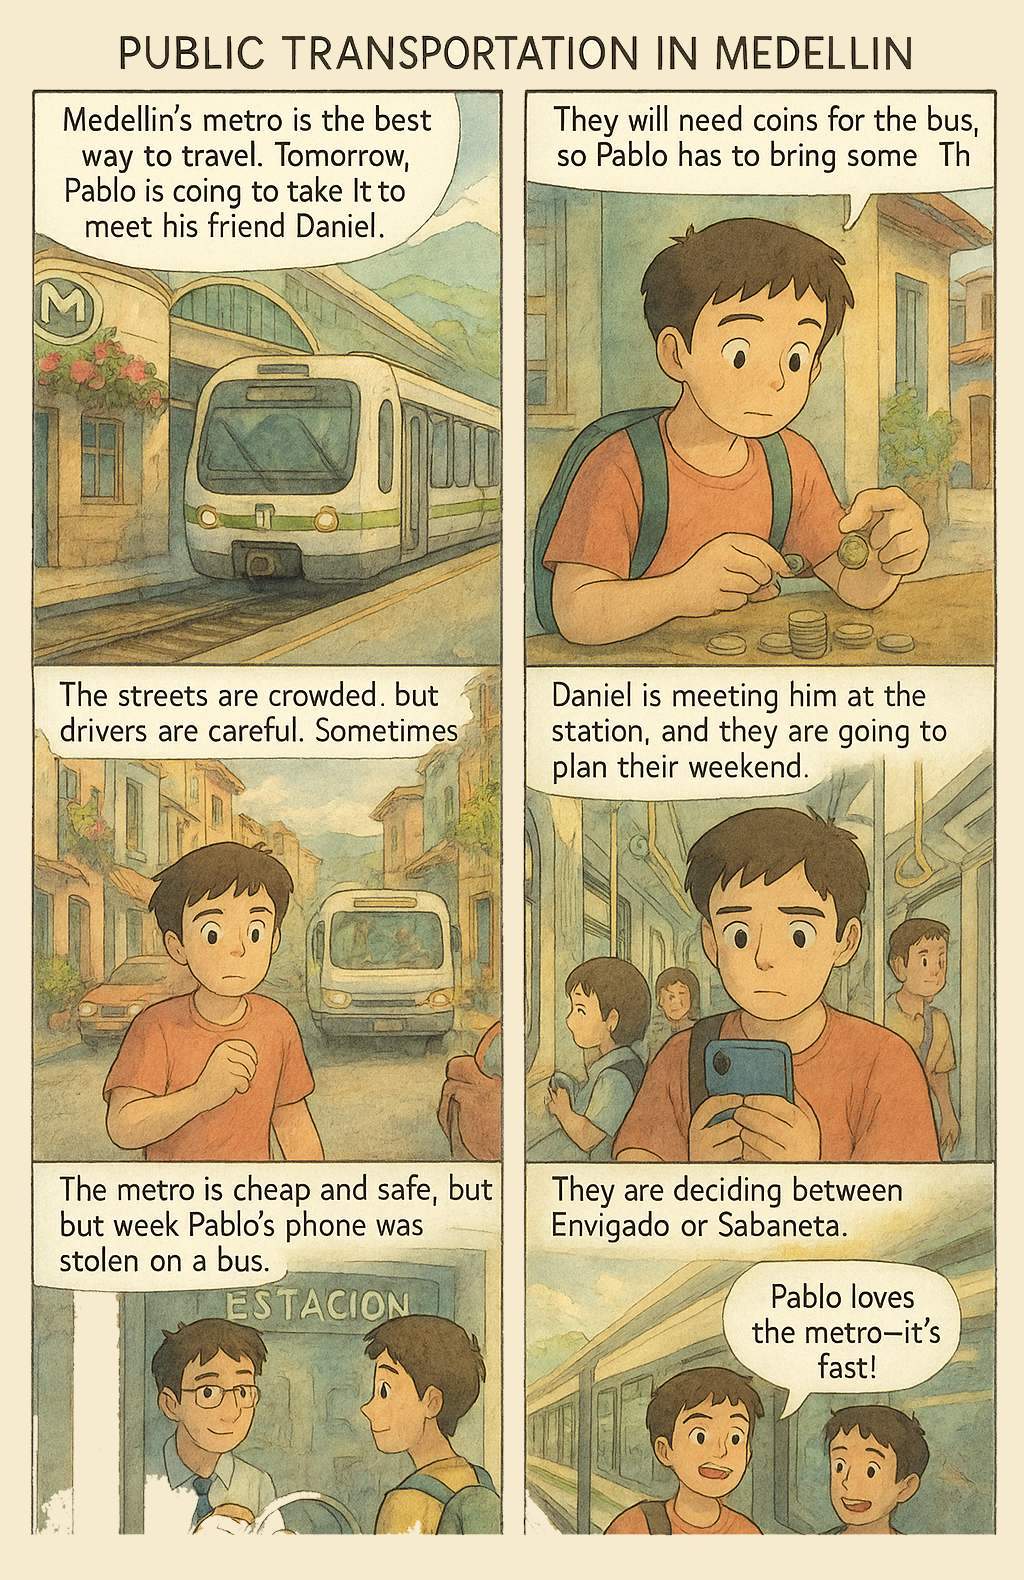 PUBLIC TRANSPORTATION IN MEDELLIN
Medellin's metro is the best
way to travel. Tomorrow,
Pablo is coing to take It to
meet his friend Daniel.
M
They will need coins for the bus,
so Pablo has to bring some Th
The streets are crowded. but
drivers are careful. Sometimes
Daniel is meeting him at the
station, and they are going to
plan their weekend.
The metro is cheap and safe, but
but week Pablo's phone was
stolen on a bus.
ESTACION
They are deciding between
Envigado or Sabaneta.
Pablo loves
the metro–it's
fast!